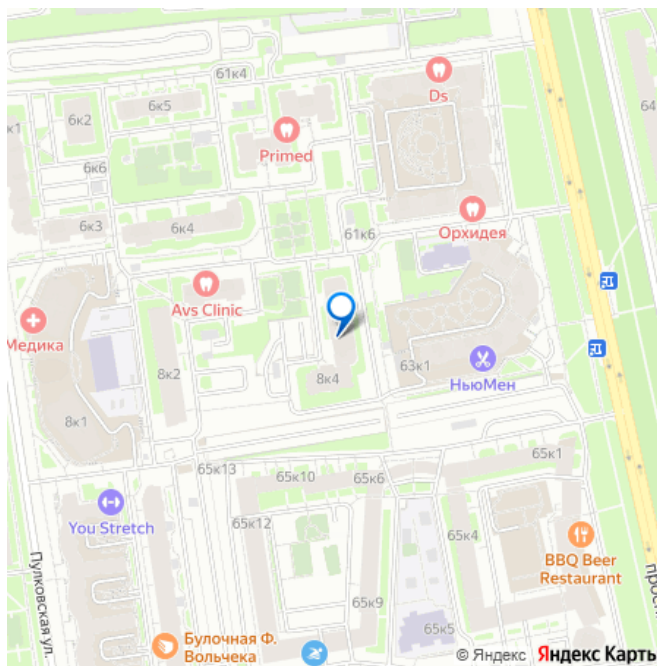 61к4
Ds
6к5
6к2
к1
64
Primed
6к6
6к3
6к4
61к6
Орхидея
Avs Clinic
Медика
8к2
8к4
63к1
НьюМен
8к1
65к13
65к10
65к6
65к1
You Stretch
65к12
65к4
BBQ Beer
Restaurant
Пулковская ул.
65к9
65к5
Булочная Ф.
Вольчека
просп
© Яндекс Яндекс Карты